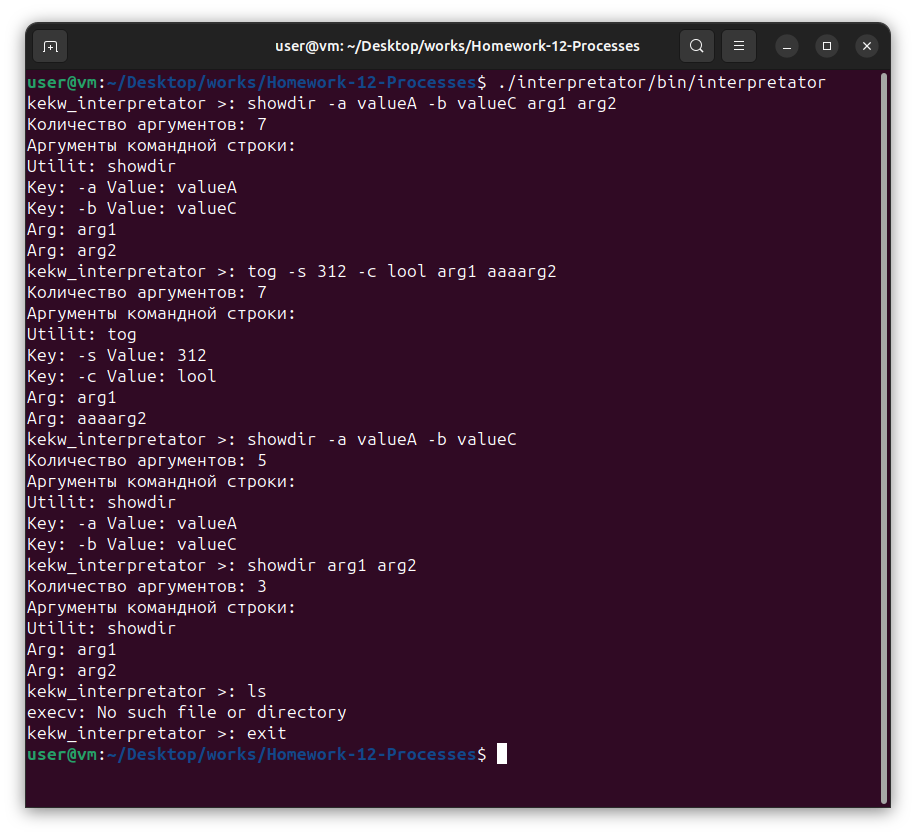 user@vm: ~/Desktop/works/Homework-12-Processes
user@vm:~/Desktop/works/Homework-12-Processes$ ./interpretator/bin/interpretator
kekw_interpretator >: showdir -a valueA -b valueC arg1 arg2
Количество аргументов: 7
Аргументы командной строки:
Utilit: showdir
Key: -a Value: valueA
Key: -b Value: valueC
Arg: arg1
Arg: arg2
kekw_interpretator >: tog -s 312 -c lool arg1 aaaarg2
Количество аргументов: 7
Аргументы командной строки:
Utilit: tog
Key: -s Value: 312
Key: -c Value: lool
Arg: arg1
Arg: aaaarg2
kekw_interpretator >: showdir -a valueA -b valueC
Количество аргументов: 5
Аргументы командной строки:
Utilit: showdir
Key: -a Value: valueA
Key: -b Value: valueC
kekw_interpretator >: showdir arg1 arg2
Количество аргументов: 3
Аргументы командной строки:
Utilit: showdir
Arg: arg1
Arg: arg2
kekw_interpretator >: ls
execv: No such file or directory
kekw_interpretator >: exit
user@vm:~/Desktop/works/Homework-12-Processes$